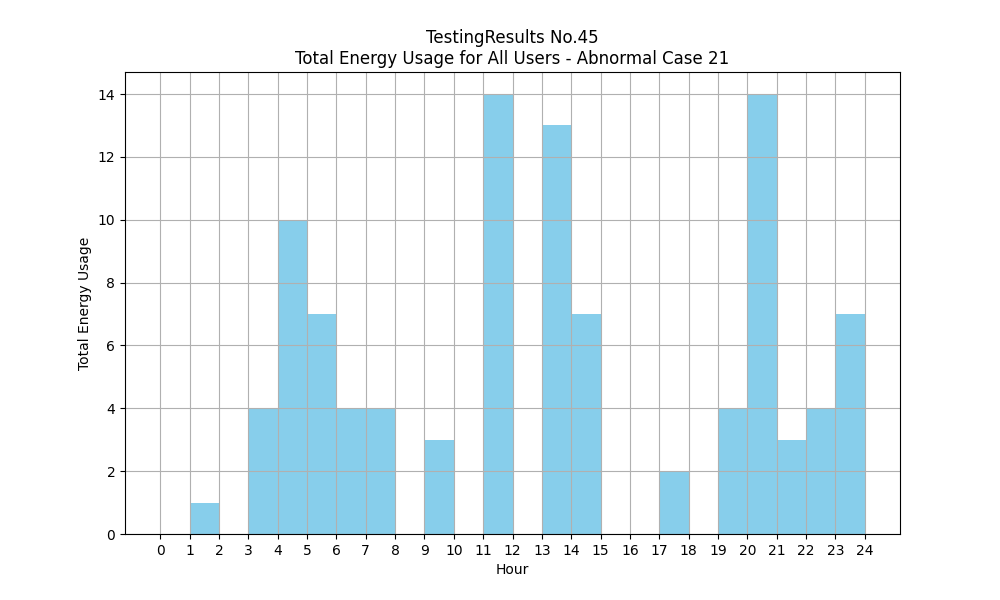 TestingResults No.45
Total Energy Usage for All Users - Abnormal Case 21
Total Energy Usage
14
12
10
8
6
4
2
0
0 1 2 3 4 5 6 7 8 9 10 11 12 13 14 15 16 17 18 19 20 21 22 23 24
Hour